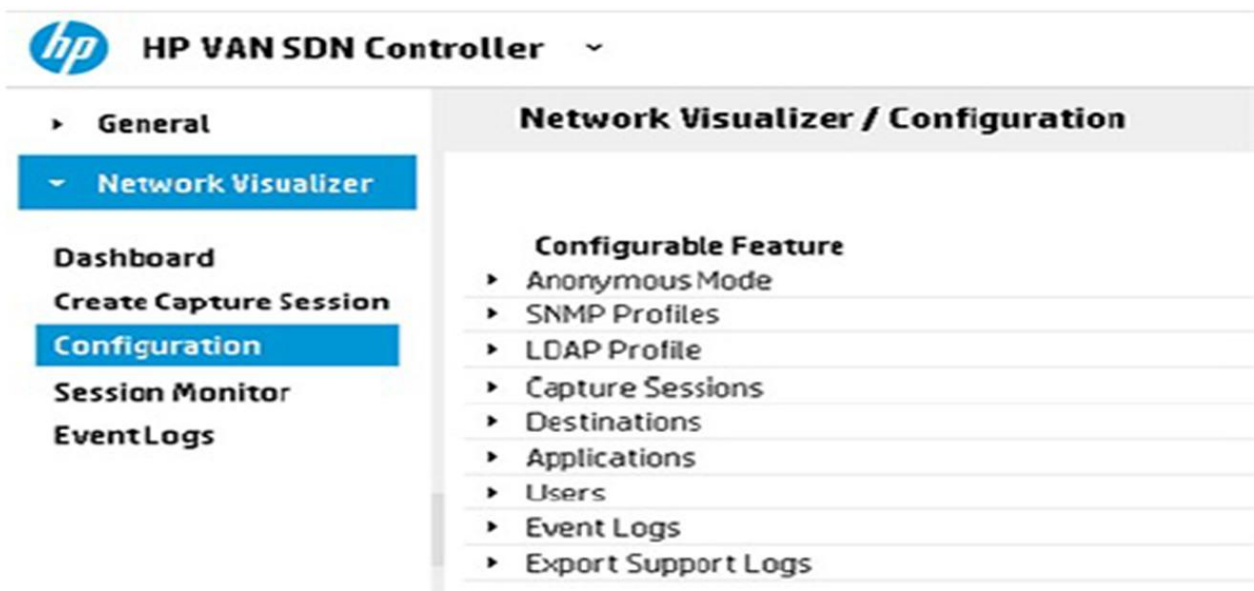 hp HP VAN SDN Controller
General
Network Visualizer
Dashboard
Create Capture Session
Configuration
Session Monitor
Event Logs
Network Visualizer / Configuration
Configurable Feature
Anonymous Mode
SNMP Profiles
LDAP Profile
Capture Sessions
Destinations
Applications
Users
Event Logs
Export Support Logs